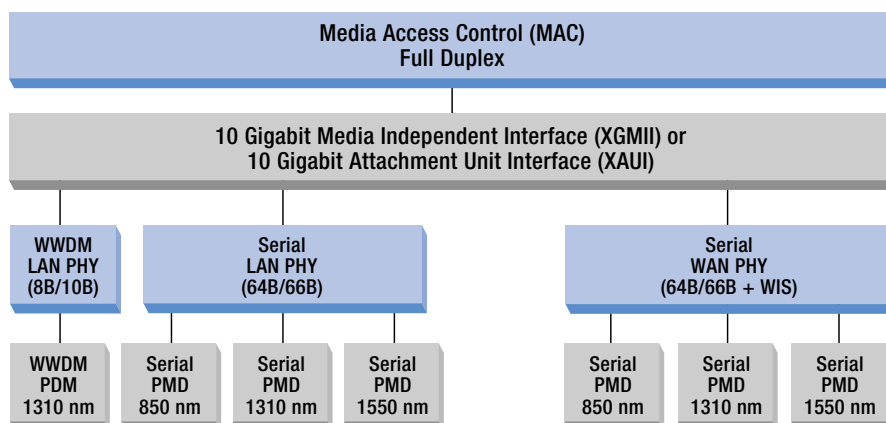 Media Access Control (MAC)
Full Duplex
10 Gigabit Media Independent Interface (XGMII) or
10 Gigabit Attachment Unit Interface (XAUI)
WWDM
LAN PHY
(8B/10B)
Serial
LAN PHY
(64B/66B)
Serial
WAN PHY
(64B/66B + WIS)
WWDM
PDM
1310 nm
Serial
PMD
850 nm
Serial
PMD
1310 nm
Serial
PMD
1550 nm
Serial
PMD
850 nm
Serial
PMD
1310 nm
Serial
PMD
1550 nm